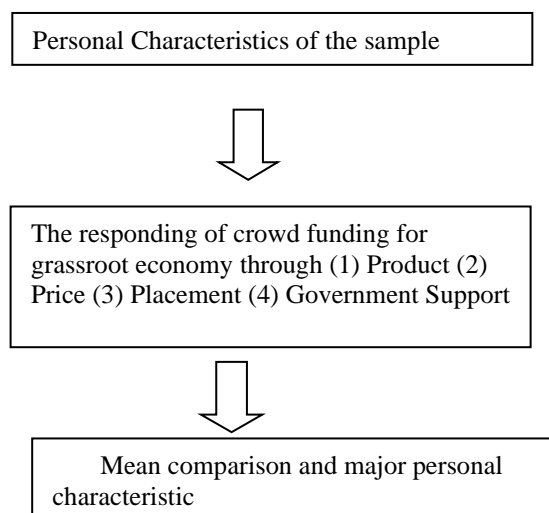 Personal Characteristics of the sample
The responding of crowd funding for
grassroot economy through (1) Product (2)
Price (3) Placement (4) Government Support
Mean comparison and major personal
characteristic